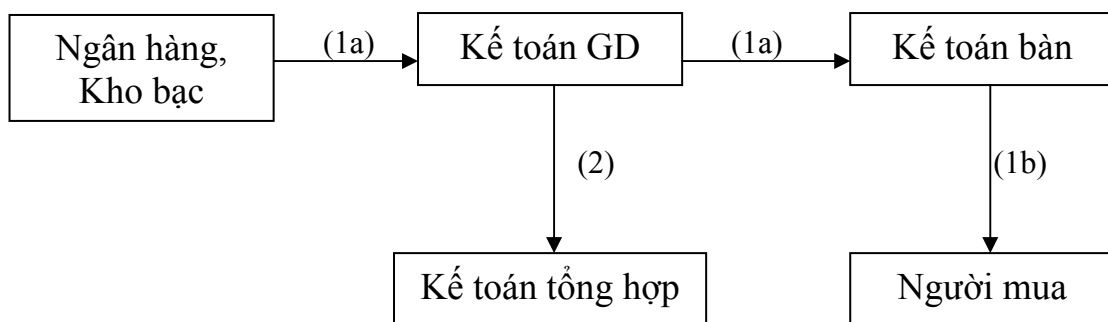 Ngân hàng,
Kho bạc
(1a)
Kế toán GD
(1a)
Kế toán bàn
(2)
(1b)
Kế toán tổng hợp
Người mua